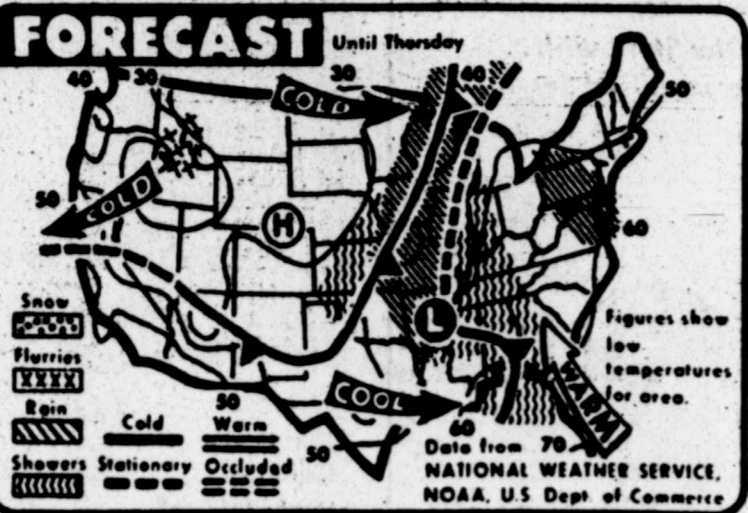 FORECAST
Until Thursday
40 30 30 40 50
COLD
50
COLD
H
60
L
Snow
Flurries
Rain
Showers
Cold
Stationary
Warm
Occluded
50
50
COOL
60
WARM
70
Figures show
low
temperatures
for area.
Data from
NATIONAL WEATHER SERVICE,
NOAA, U.S. Dept. of Commerce